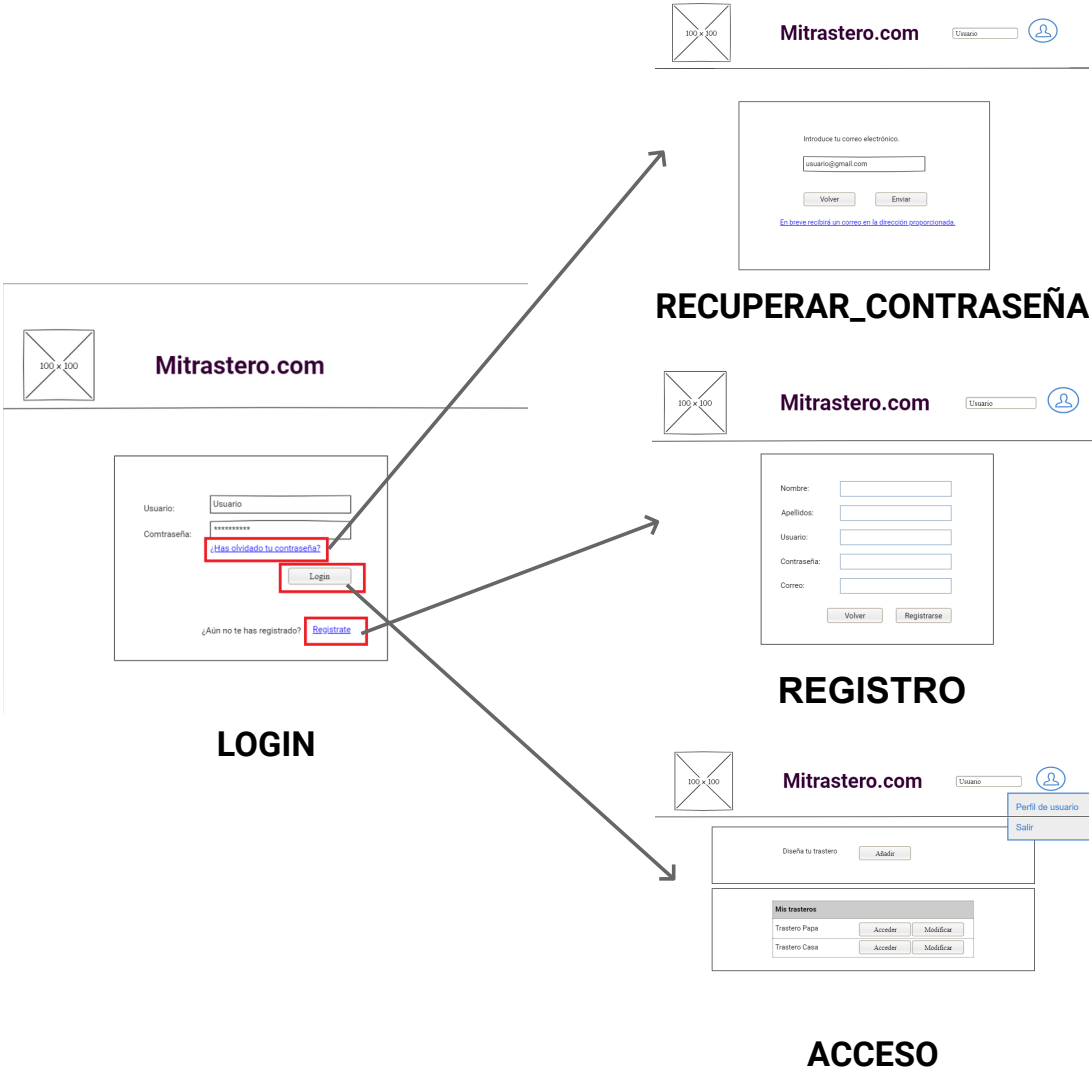 100 x 100
Mitrastero.com
Usuario
Introduce tu correo electrónico.
usuario@gmail.com
Volver
Enviar
En breve recibirá un correo en la dirección proporcionada.
RECUPERAR_CONTRASEÑA
100 x 100
Mitrastero.com
Usuario:
Usuario
Comtraseña:
**********
¿Has olvidado tu contraseña?
Login
¿Aún no te has registrado? Registrate
LOGIN
100 x 100
Mitrastero.com
Usuario
Nombre:
Apellidos:
Usuario:
Contraseña:
Correo:
Volver
Registrarse
REGISTRO
100 x 100
Mitrastero.com
Usuario
Perfil de usuario
Salir
Diseña tu trastero
Añadir
Mis trasteros
Trastero Papa Acceder Modificar
Trastero Casa Acceder Modificar
ACCESO